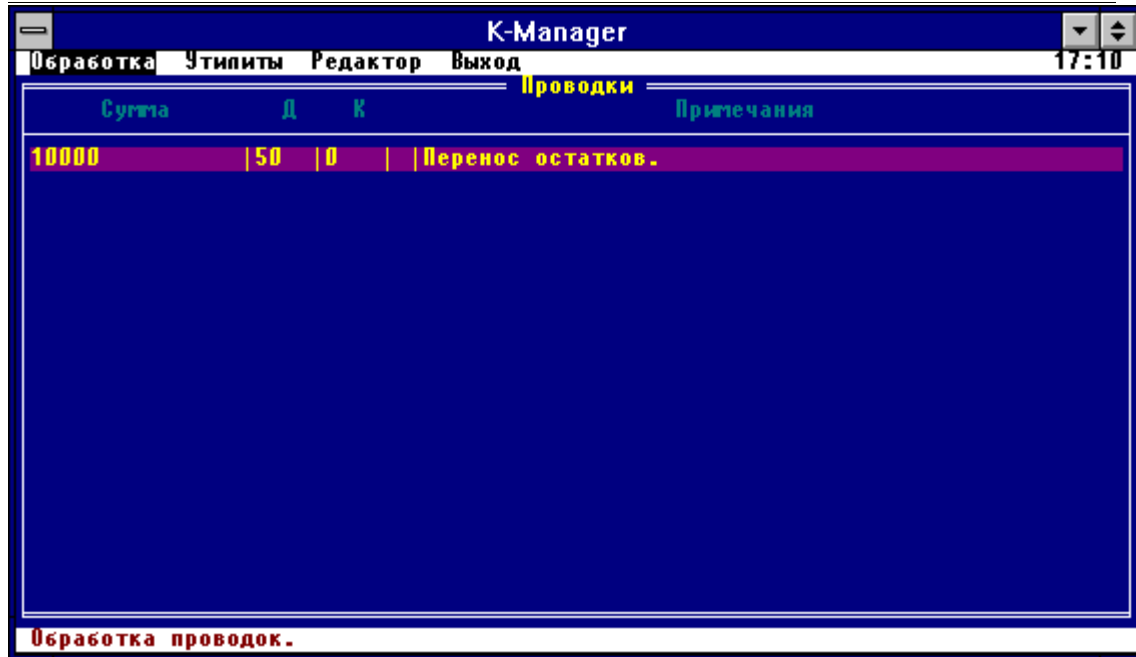 K-Manager
Обработка Утилиты Редактор Выход 17:10
Проводки
Сумма Д К Примечания
10000 |50 |0 | |Перенос остатков.
Обработка проводок.